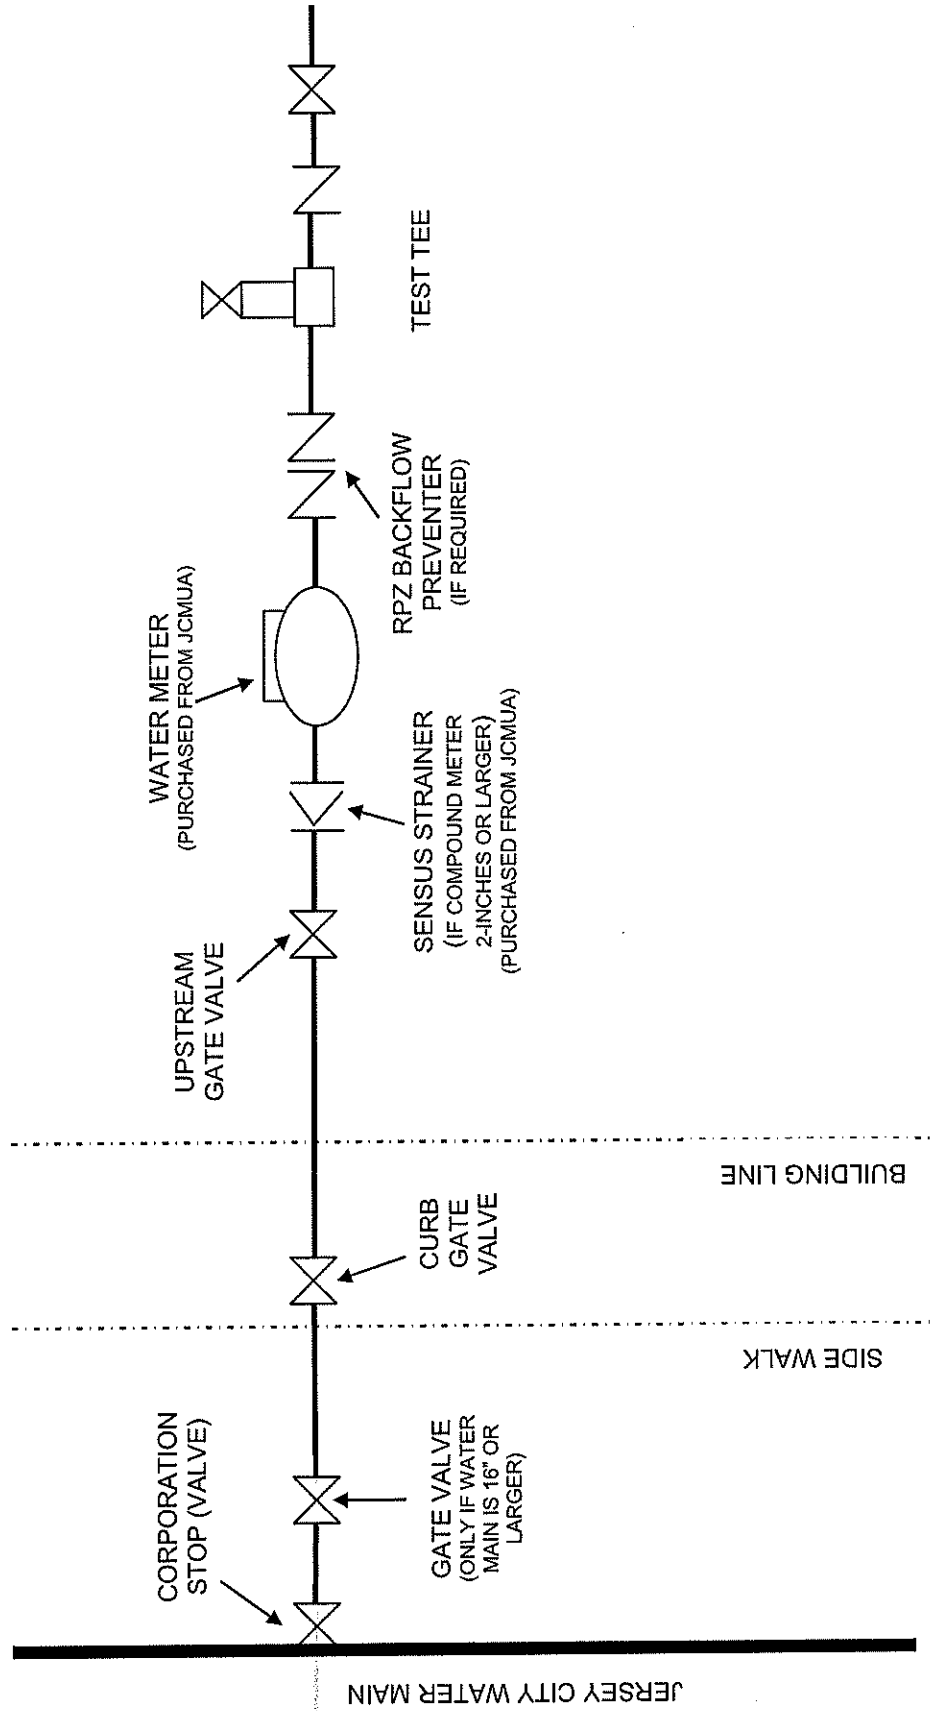 JERSEY CITY WATER MAIN
CORPORATION
STOP (VALVE)
GATE VALVE
(ONLY IF WATER
MAIN IS 16" OR
LARGER)
SIDE WALK
CURB
GATE
VALVE
BUILDING LINE
UPSTREAM
GATE VALVE
SENSUS STRAINER
(IF COMPOUND METER
2-INCHES OR LARGER)
(PURCHASED FROM JCMUA)
WATER METER
(PURCHASED FROM JCMUA)
RPZ BACKFLOW
PREVENTER
(IF REQUIRED)
TEST TEE